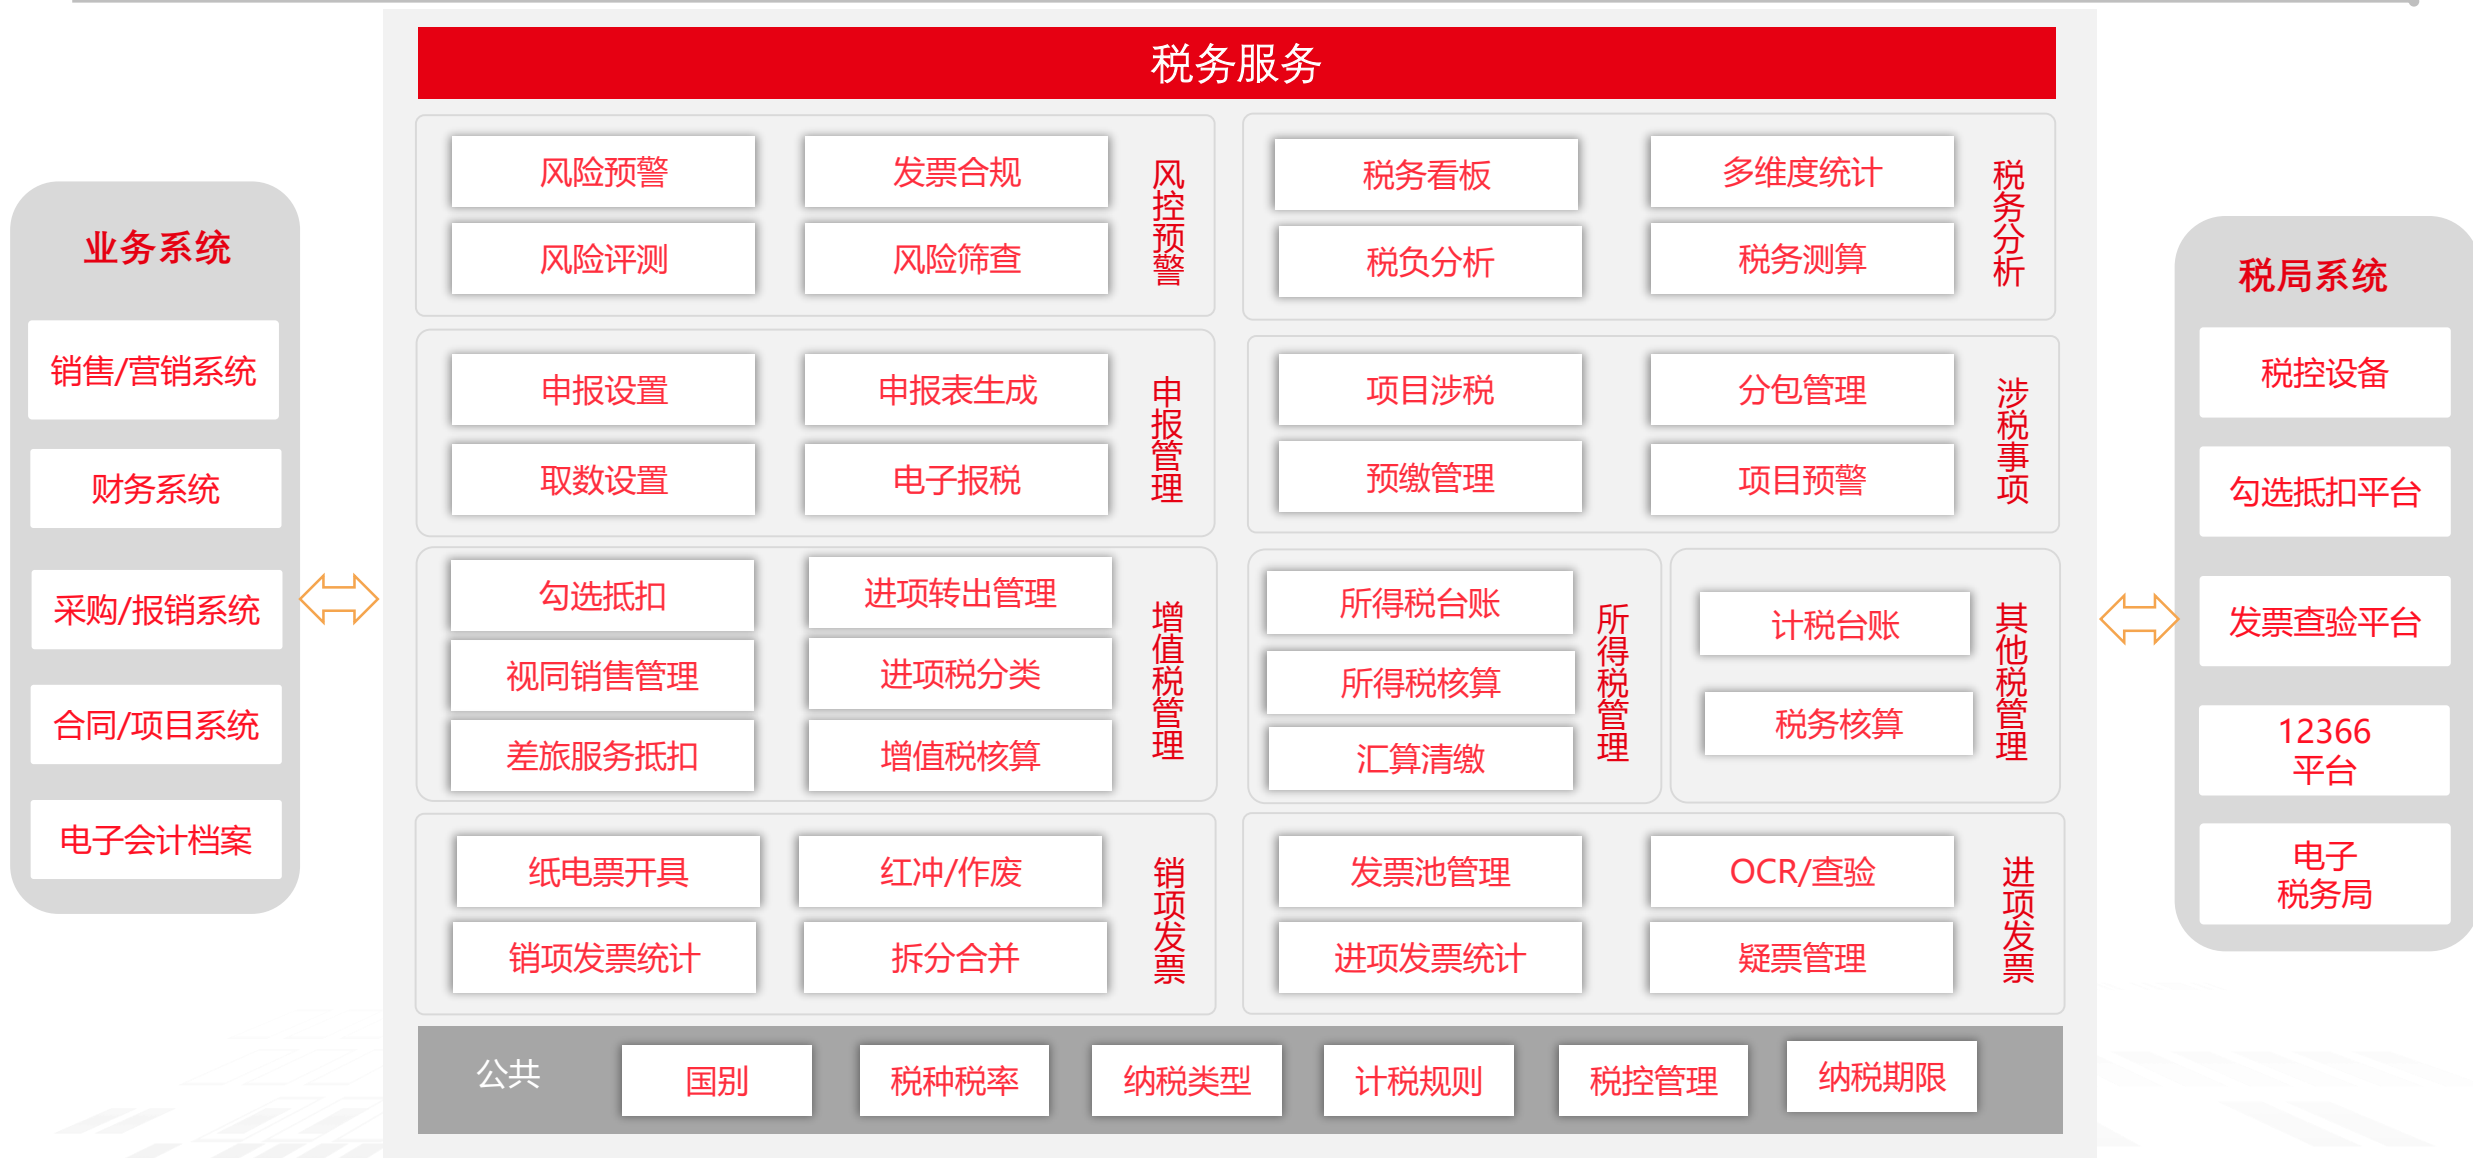 税务服务
业务系统
销售/营销系统
财务系统
采购/报销系统
合同/项目系统
电子会计档案
风险预警
发票合规
风险评测
风险筛查
风控预警
税务看板
多维度统计
税负分析
税务测算
税务分析
申报设置
申报表生成
取数设置
电子报税
申报管理
项目涉税
分包管理
预缴管理
项目预警
涉税事项
勾选抵扣
进项转出管理
视同销售管理
进项税分类
差旅服务抵扣
增值税核算
增值税管理
所得税台账
所得税核算
汇算清缴
所得税管理
计税台账
税务核算
其他税管理
纸电票开具
红冲/作废
销项发票统计
拆分合并
销项发票
发票池管理
OCR/查验
进项发票统计
疑票管理
进项发票
公共
国别
税种税率
纳税类型
计税规则
税控管理
纳税期限
税局系统
税控设备
勾选抵扣平台
发票查验平台
12366
平台
电子
税务局